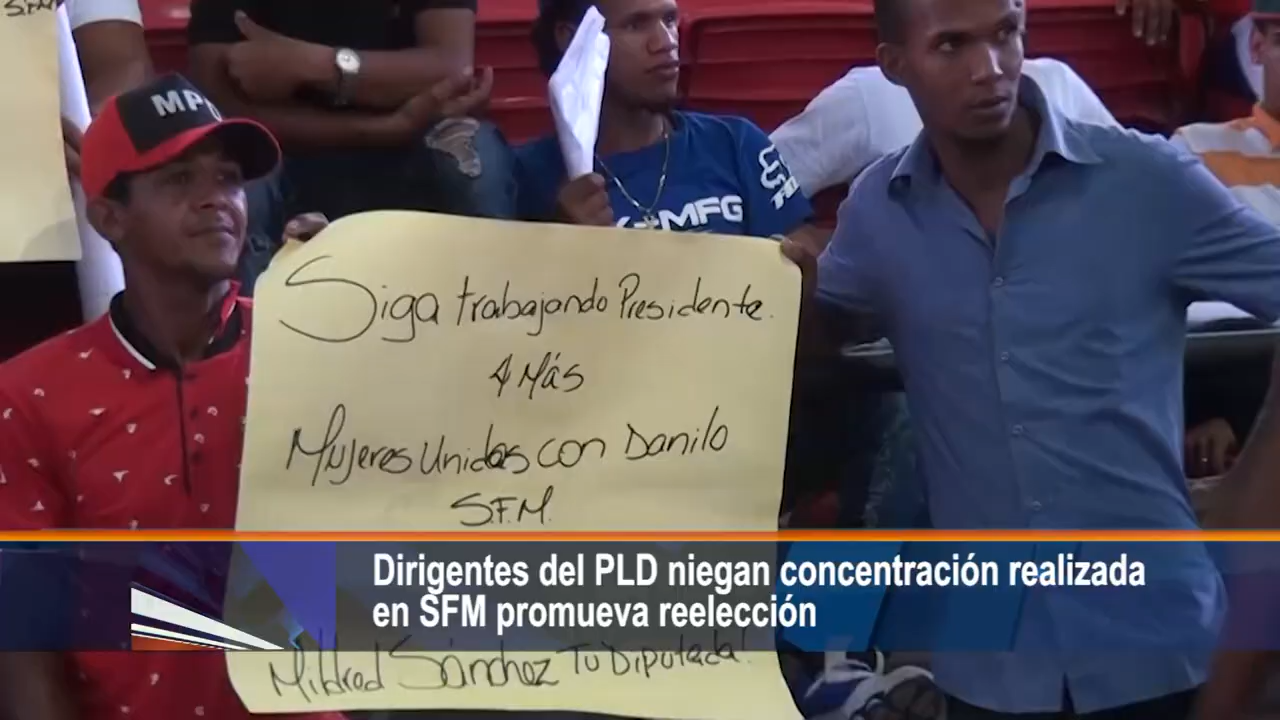 S.F.M
MP
MFG
Siga trabajando Presidente.
4 Más
Mujeres Unidas con Danilo
S.F.M.
Dirigentes del PLD niegan concentración realizada
en SFM promueva reelección
Mildred Sánchez Tu Diputada!